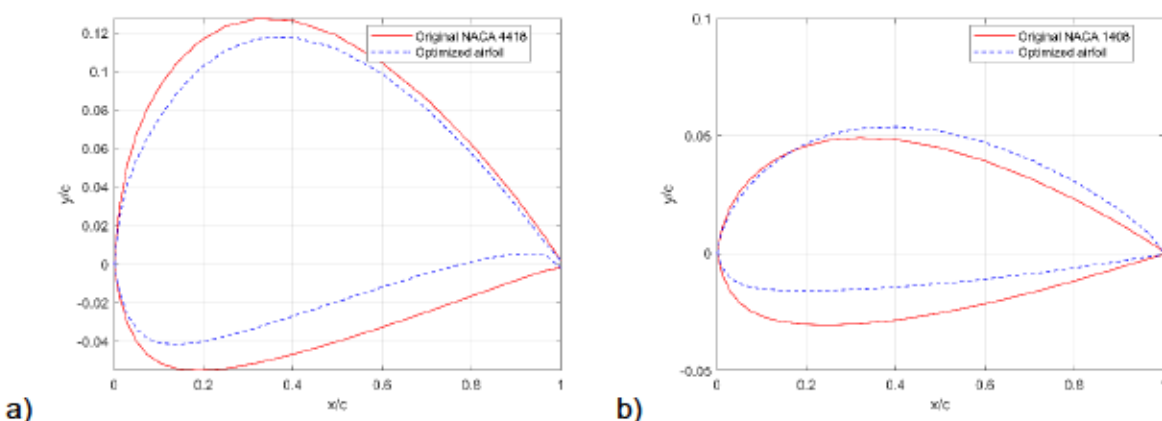 Original NACA 4418
Optimized airfoil
0.12
0.1
0.08
0.06
0.04
0.02
0
-0.02
-0.04
y/c
0
0.2
0.4
0.6
0.8
1
x/c
a)
Original NACA 1408
Optimized airfoil
0.1
0.05
0
-0.05
y/c
0
0.2
0.4
0.6
0.8
1
x/c
b)